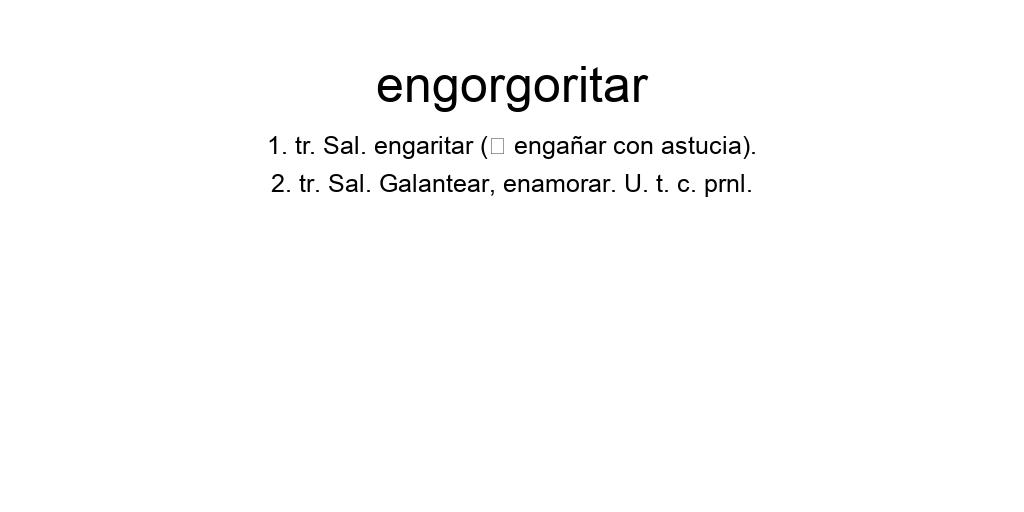 engorgoritar
1. tr. Sal. engaritar (□ engañar con astucia).
2. tr. Sal. Galantear, enamorar. U. t. c. prnl.